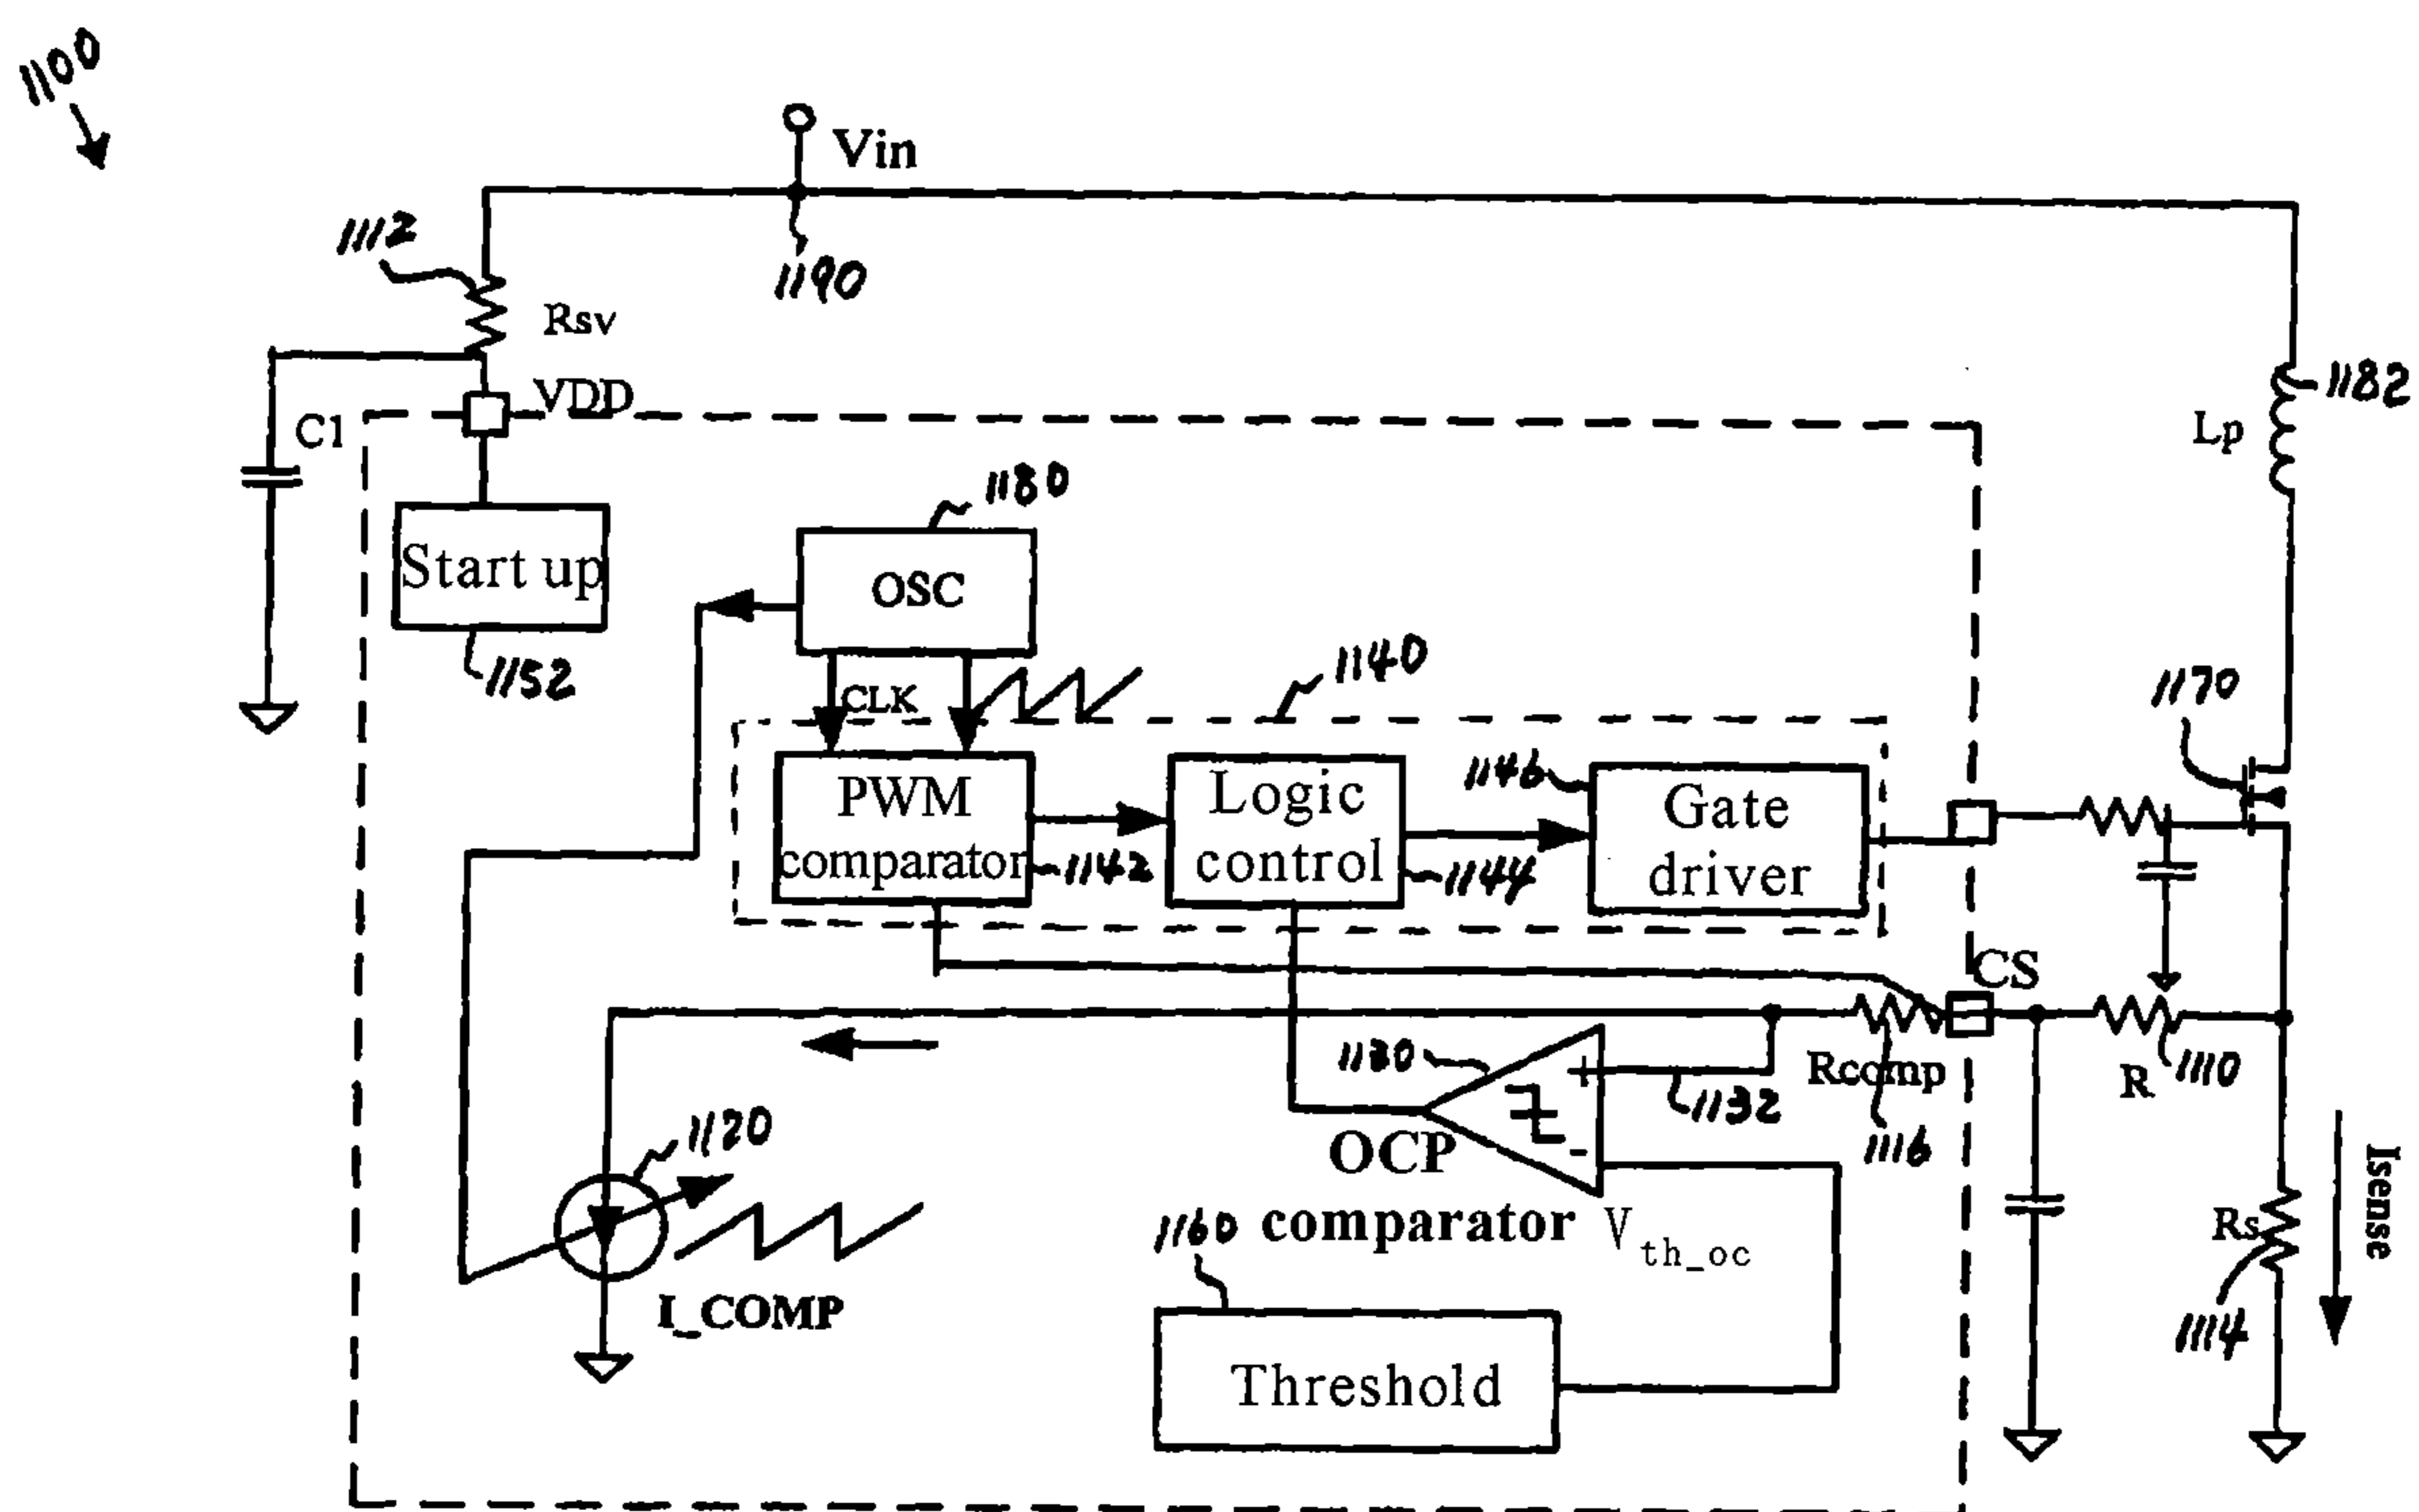 1100
Vin
1112
1190
Rsv
VDD
1182
C1
Lp
1180
Start up
OSC
1152
CLK
1140
1170
PWM
comparator
1142
Logic
control
1144
1146
Gate
driver
CS
1130
+
1132
Rcomp
R
1110
1120
OCP
comparator
-
1116
Isense
1160
Vth_oc
Rs
I_COMP
1114
Threshold